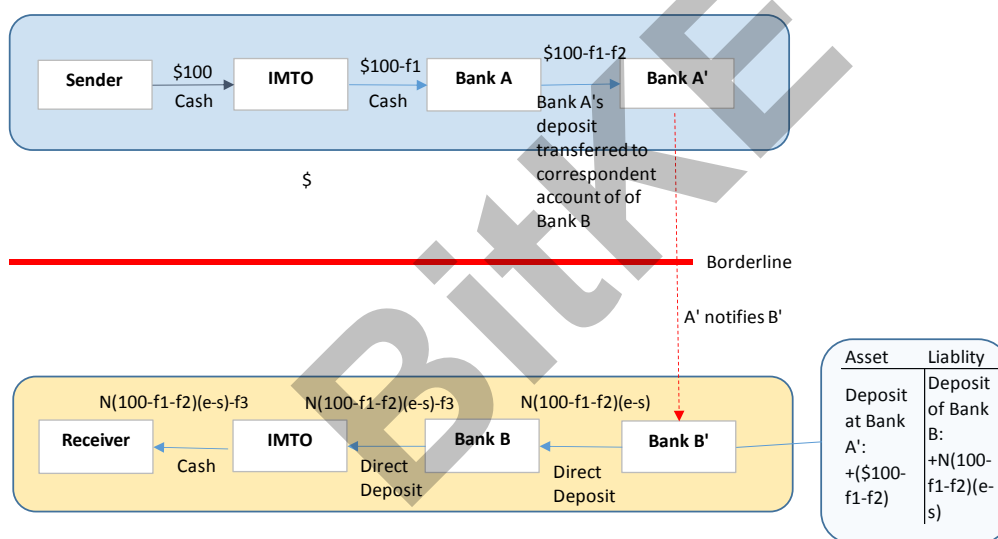 $100-f1-f2
Sender
$100
Cash
IMTO
$100-f1
Cash
Bank A
Bank A's
deposit
transferred to
correspondent
account of of
Bank B
Bank A'
$
Borderline
A' notifies B'
N(100-f1-f2)(e-s)-f3
N(100-f1-f2)(e-s)-f3
N(100-f1-f2)(e-s)
Receiver
Cash
IMTO
Direct
Deposit
Bank B
Direct
Deposit
Bank B'
Asset
Liablity
Deposit
at Bank
A':
+($100-
f1-f2)
Deposit
of Bank
B:
+N(100-
f1-f2)(e-
s)
BitKE